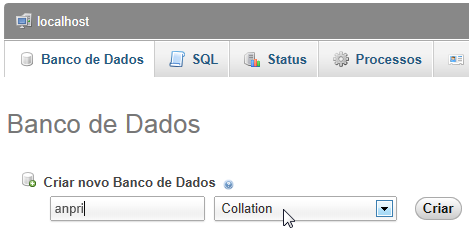 localhost
Banco de Dados SQL Status Processos
Banco de Dados
Criar novo Banco de Dados
anpri Collation Criar